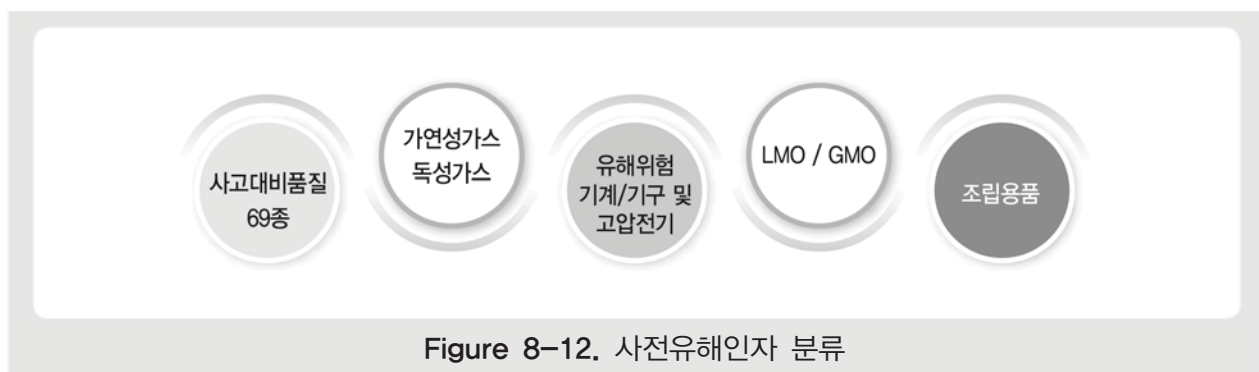 사고대비품질
69종
가연성가스
독성가스
유해위험
기계/기구 및
고압전기
LMO / GMO
조립용품
Figure 8-12. 사전유해인자 분류